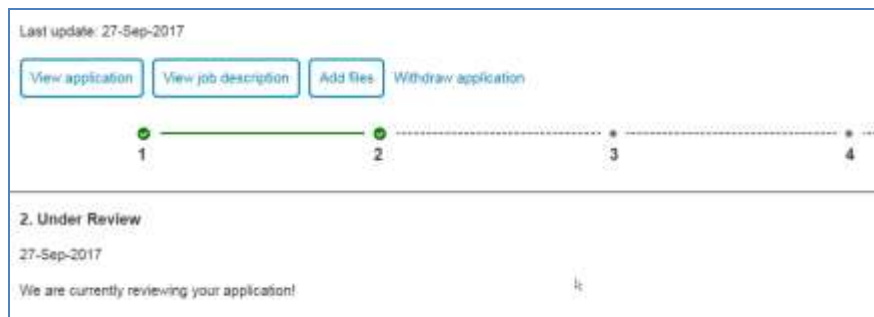 Last update: 27-Sep-2017
View application View job description Add files Withdraw application
1 2 3 4
2. Under Review
27-Sep-2017
We are currently reviewing your application!